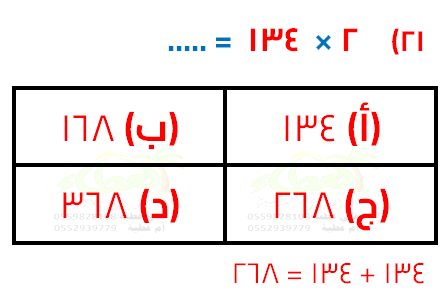 ٢١) ٢ × ١٣٤ = .....
(أ) ١٣٤ (ب) ١٦٨
(ج) ٢٦٨ (د) ٣٦٨
١٣٤ + ١٣٤ = ٢٦٨